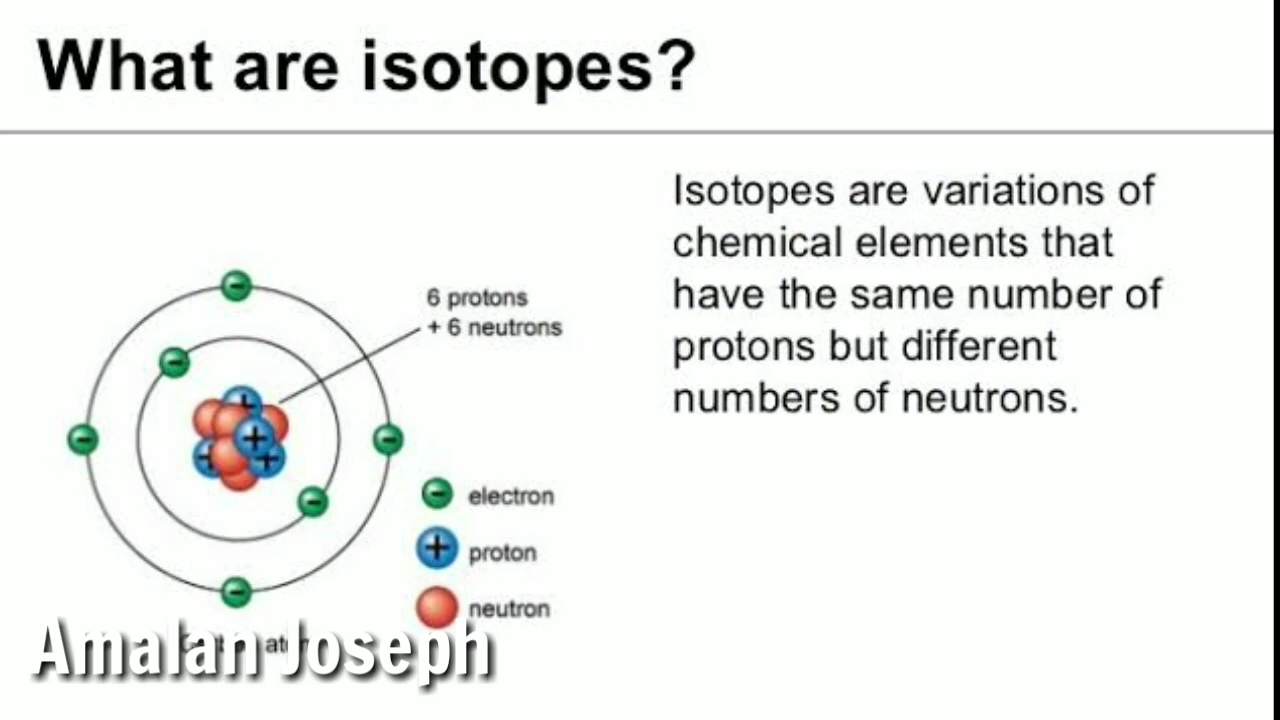 What are isotopes?
Isotopes are variations of
chemical elements that
have the same number of
protons but different
numbers of neutrons.
6 protons
+ 6 neutrons
electron
proton
neutron
Amalan Joseph